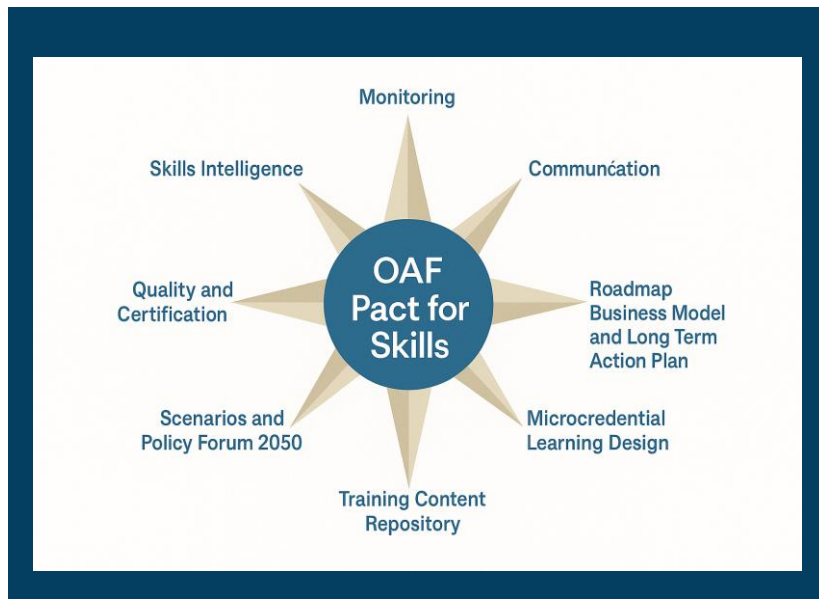 Monitoring
Skills Intelligence
Communćation
OAF
Pact for
Skills
Quality and
Certification
Roadmap
Business Model
and Long Term
Action Plan
Scenarios and
Policy Forum 2050
Microcredential
Learning Design
Training Content
Repository